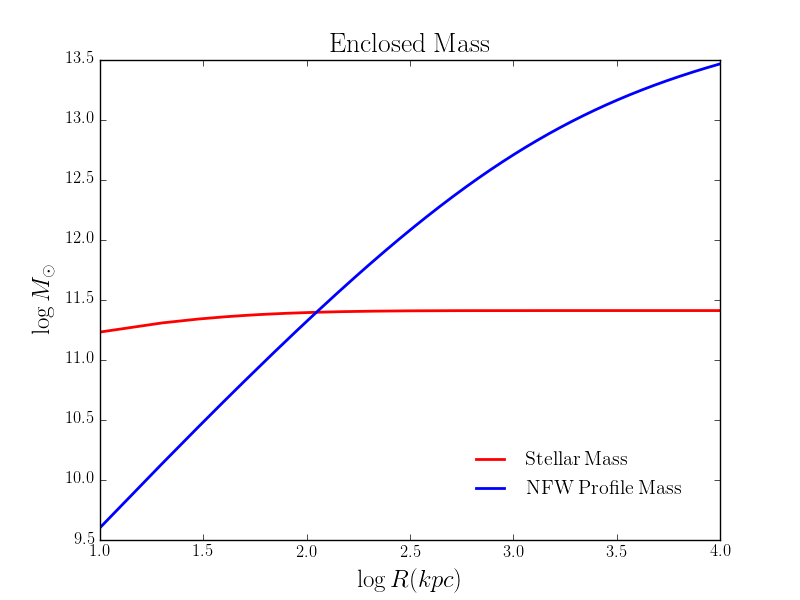 Enclosed Mass
13.5
13.0
12.5
12.0
11.5
11.0
10.5
10.0
9.5
log M⊙
Stellar Mass
NFW Profile Mass
1.0 1.5 2.0 2.5 3.0 3.5 4.0
log R(kpc)